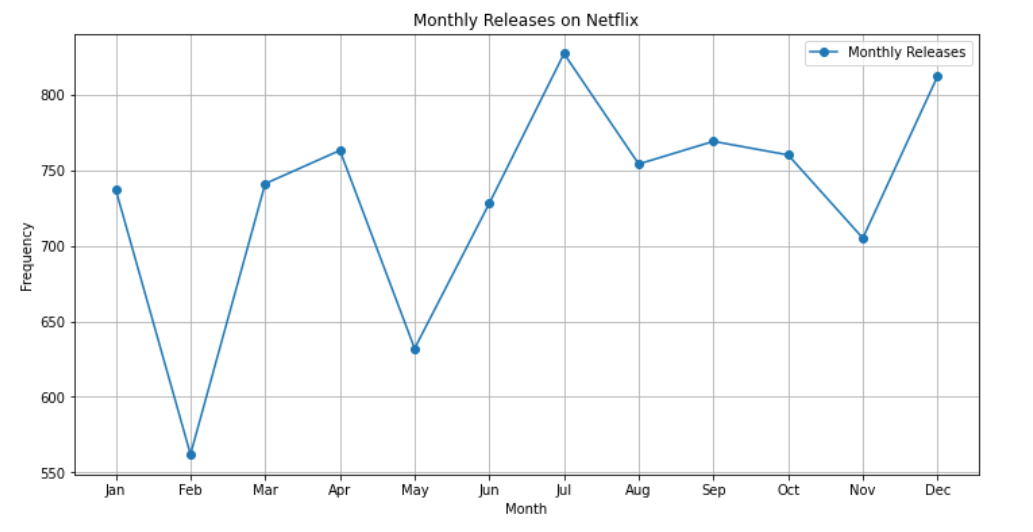 Monthly Releases on Netflix
Monthly Releases
800
750
700
650
600
550
Frequency
Jan Feb Mar Apr May Jun Jul Aug Sep Oct Nov Dec
Month